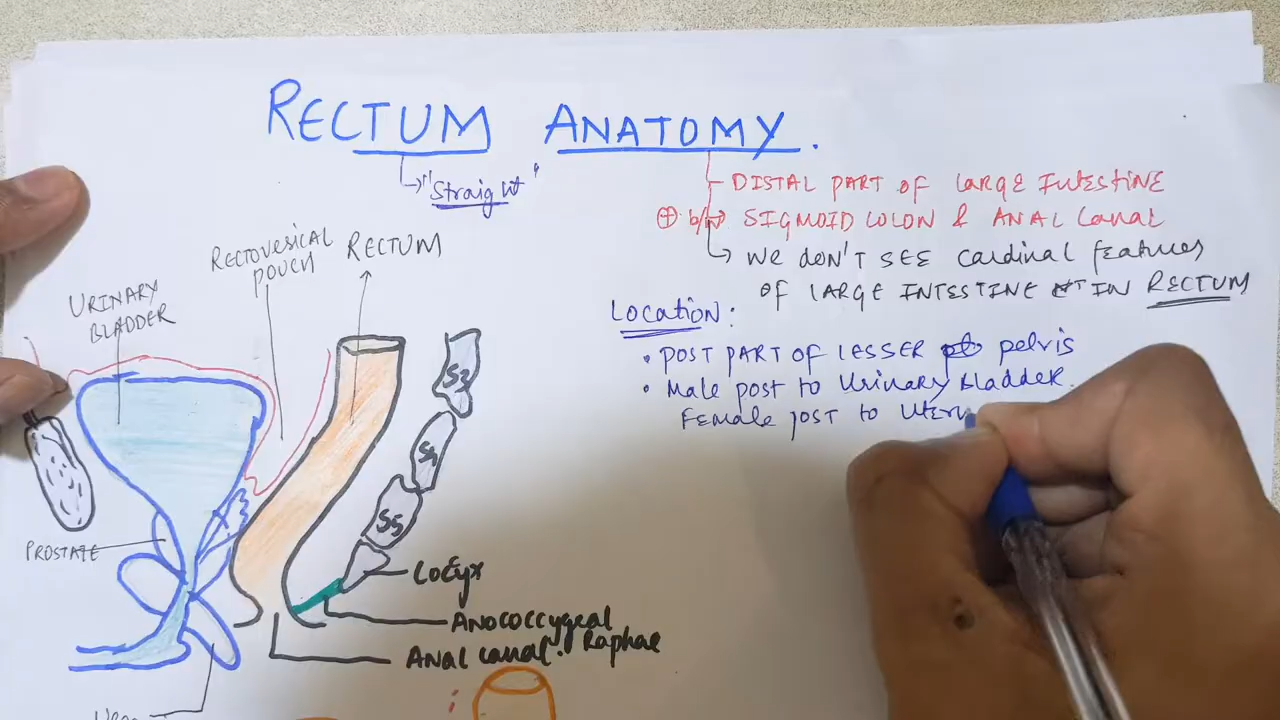 RECTUM ANATOMY.
"Straight"
DISTAL PART OF LARGE INTESTINE
⊕ b/w SIGMOID COLON & ANAL CANAL
WE DON'T SEE Cardinal features
OF LARGE INTESTINE IN RECTUM
LOCATION:
• POST PART OF LESSER pelvis
• Male post to Urinary Bladder.
Female post to Uteru
RECTOVESICAL
POUCH
RECTUM
URINARY
BLADDER
S3
S4
S5
PROSTATE
CoCyx
Anococcygeal
Raphae
Anal canal.